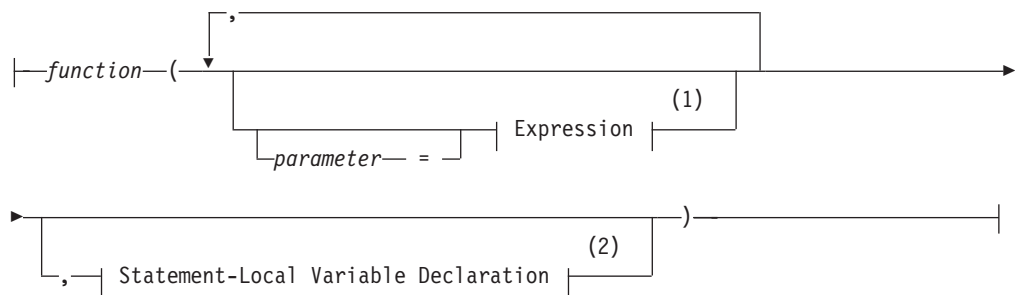 ,
function (
(1)
Expression
parameter =
)
(2)
, Statement-Local Variable Declaration